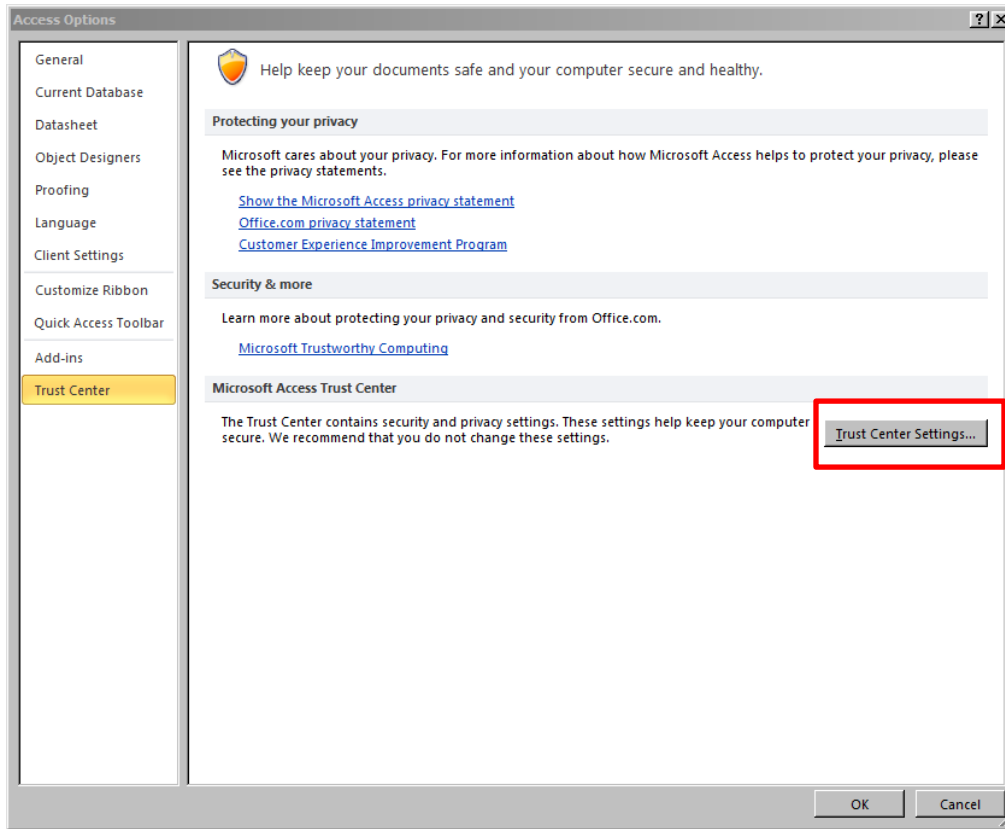 Access Options
General
Current Database
Datasheet
Object Designers
Proofing
Language
Client Settings
Customize Ribbon
Quick Access Toolbar
Add-ins
Trust Center
Help keep your documents safe and your computer secure and healthy.
Protecting your privacy
Microsoft cares about your privacy. For more information about how Microsoft Access helps to protect your privacy, please
see the privacy statements.
Show the Microsoft Access privacy statement
Office.com privacy statement
Customer Experience Improvement Program
Security & more
Learn more about protecting your privacy and security from Office.com.
Microsoft Trustworthy Computing
Microsoft Access Trust Center
The Trust Center contains security and privacy settings. These settings help keep your computer
secure. We recommend that you do not change these settings.
Trust Center Settings...
OK
Cancel